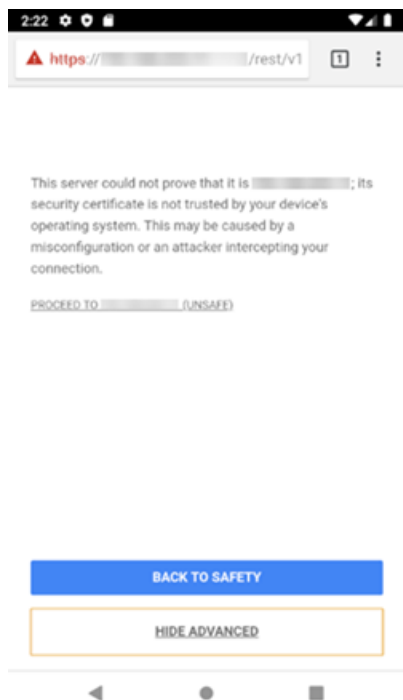 2:22
https:// /rest/v1 1
This server could not prove that it is ; its
security certificate is not trusted by your device's
operating system. This may be caused by a
misconfiguration or an attacker intercepting your
connection.
PROCEED TO (UNSAFE)
BACK TO SAFETY
HIDE ADVANCED